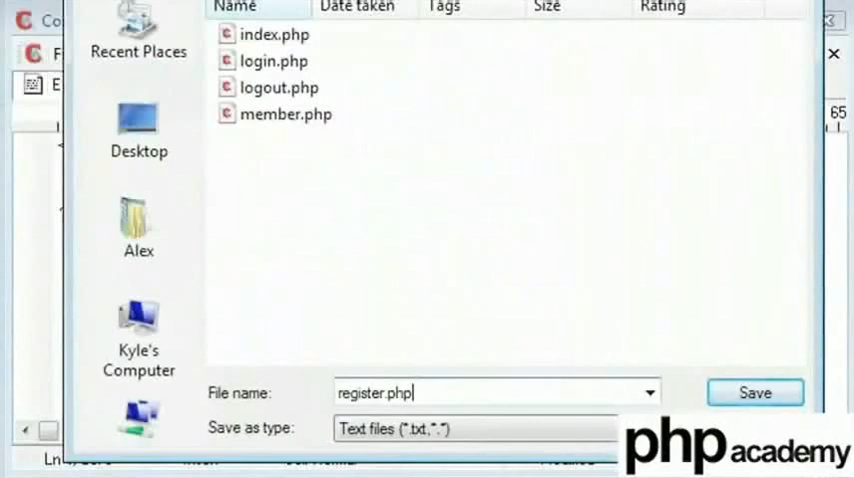 Co
Name Date taken Tags Size Rating
Recent Places
index.php
F
login.php
E
logout.php
65
member.php
Desktop
Alex
Kyle's
Computer
File name: register.php Save
Save as type: Text files (*.txt,*.*)
php academy